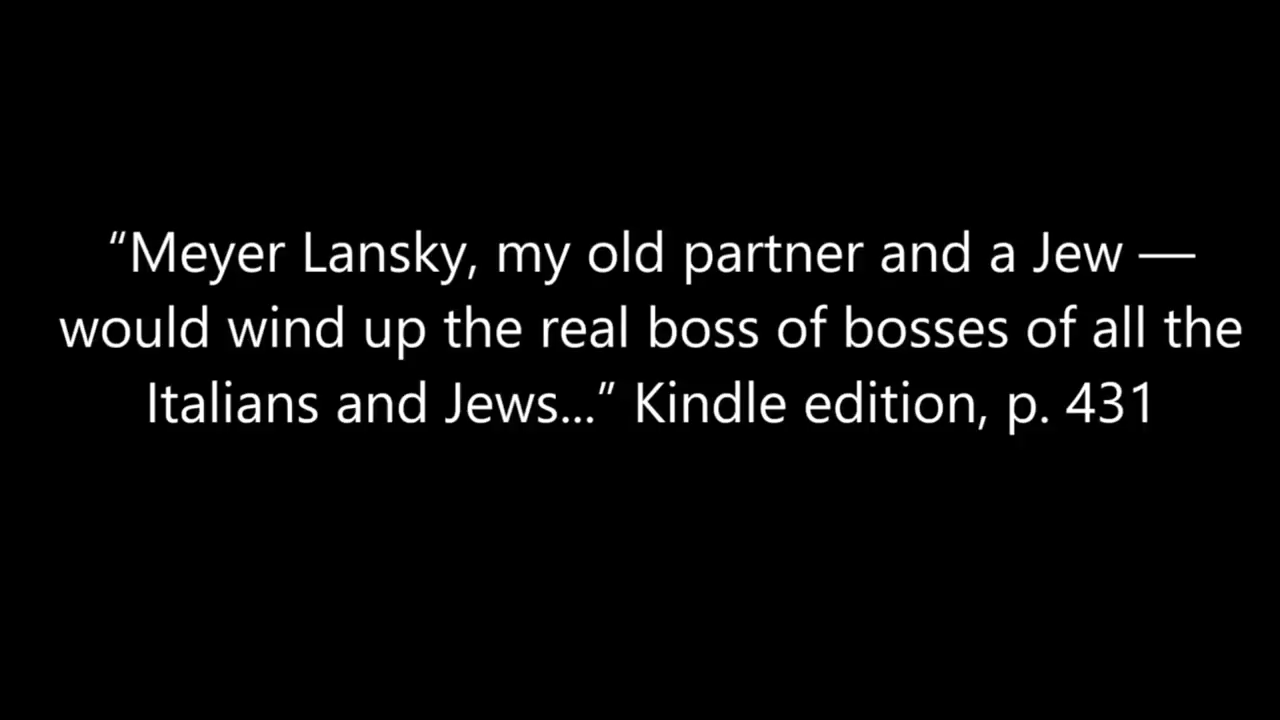 “Meyer Lansky, my old partner and a Jew —
would wind up the real boss of bosses of all the
Italians and Jews...” Kindle edition, p. 431